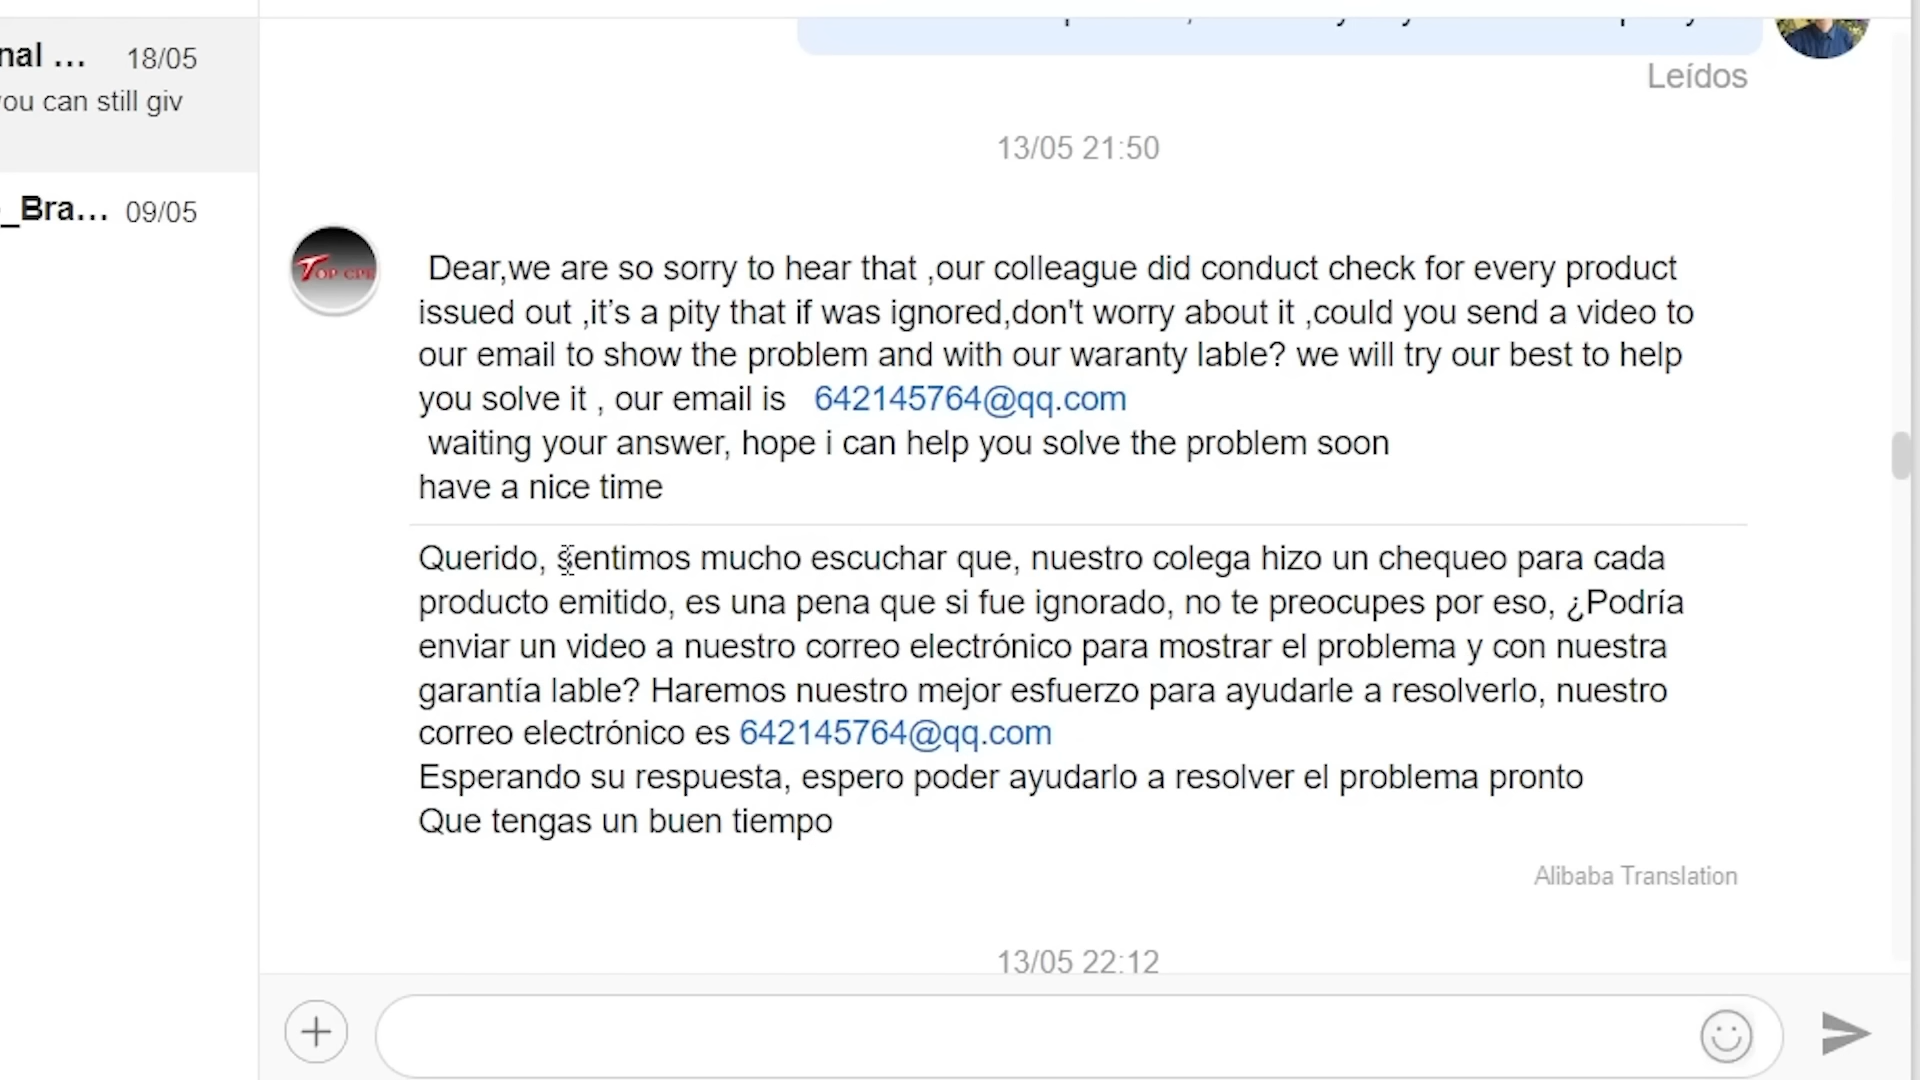 nal ... 18/05
you can still giv
_Bra... 09/05
Leídos
13/05 21:50
TOP CPU
Dear,we are so sorry to hear that ,our colleague did conduct check for every product
issued out ,it’s a pity that if was ignored,don't worry about it ,could you send a video to
our email to show the problem and with our waranty lable? we will try our best to help
you solve it , our email is 642145764@qq.com
waiting your answer, hope i can help you solve the problem soon
have a nice time
Querido, sentimos mucho escuchar que, nuestro colega hizo un chequeo para cada
producto emitido, es una pena que si fue ignorado, no te preocupes por eso, ¿Podría
enviar un video a nuestro correo electrónico para mostrar el problema y con nuestra
garantía lable? Haremos nuestro mejor esfuerzo para ayudarle a resolverlo, nuestro
correo electrónico es 642145764@qq.com
Esperando su respuesta, espero poder ayudarlo a resolver el problema pronto
Que tengas un buen tiempo
Alibaba Translation
13/05 22:12